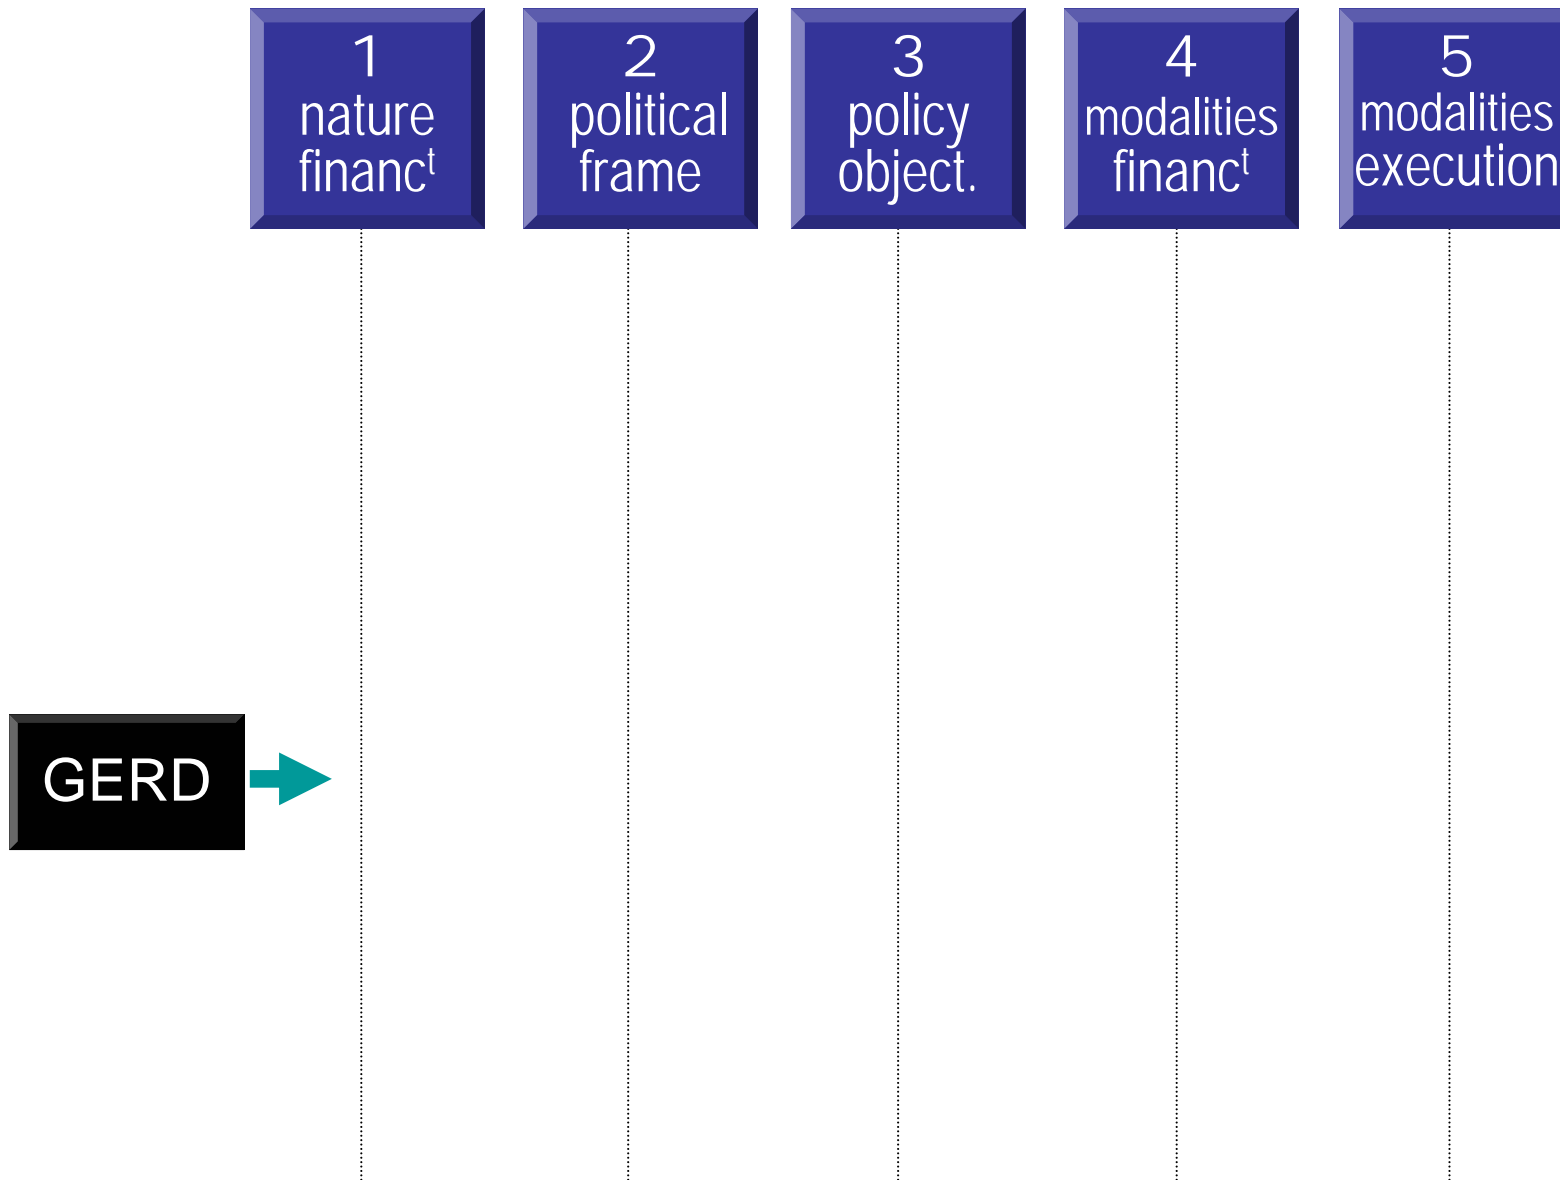 1
nature
financᵗ
2
political
frame
3
policy
object.
4
modalities
financᵗ
5
modalities
execution
GERD